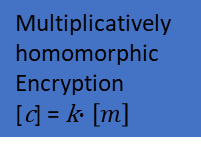 Multiplicatively
homomorphic
Encryption
[c] = k· [m]